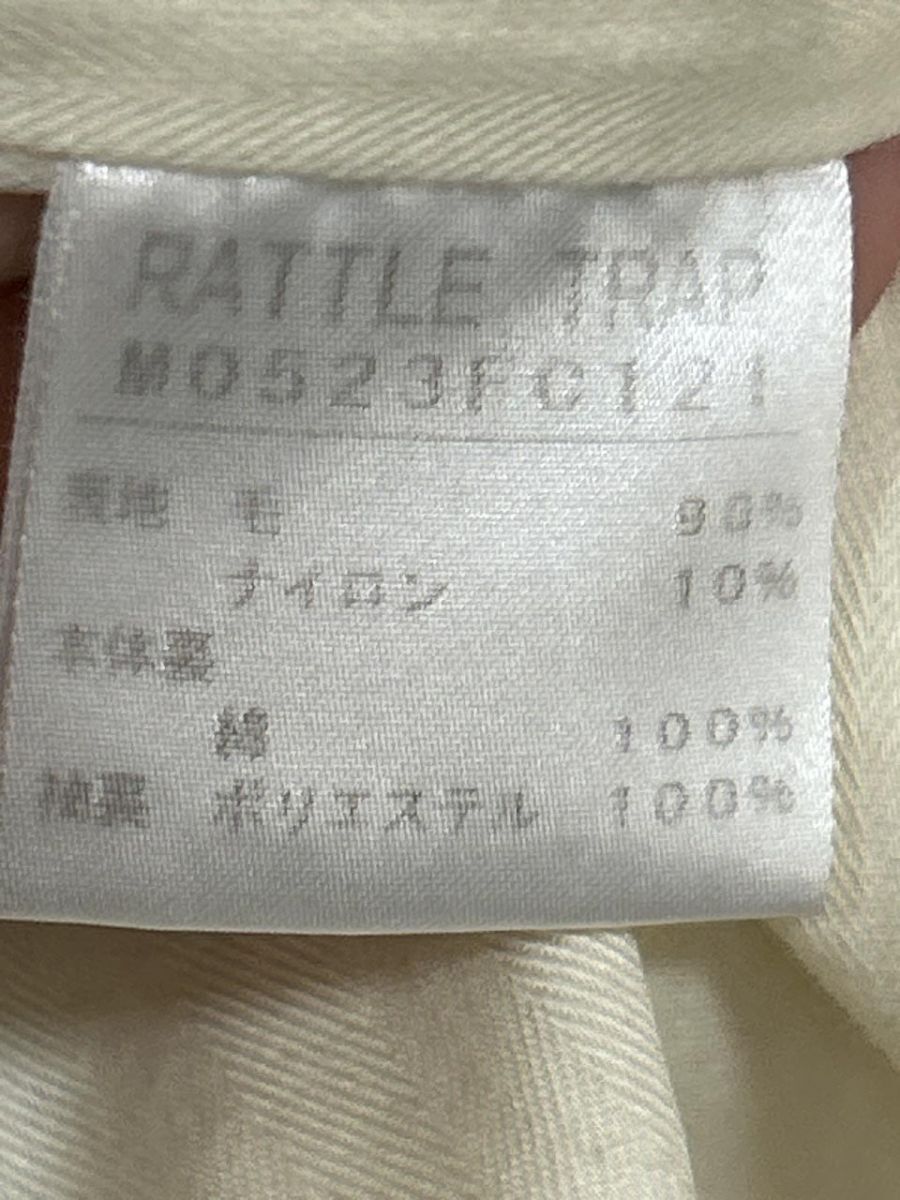 RATTLE TRAP
M0523FC121
表地 毛 90%
ナイロン 10%
本体裏
綿 100%
袖裏 ポリエステル 100%